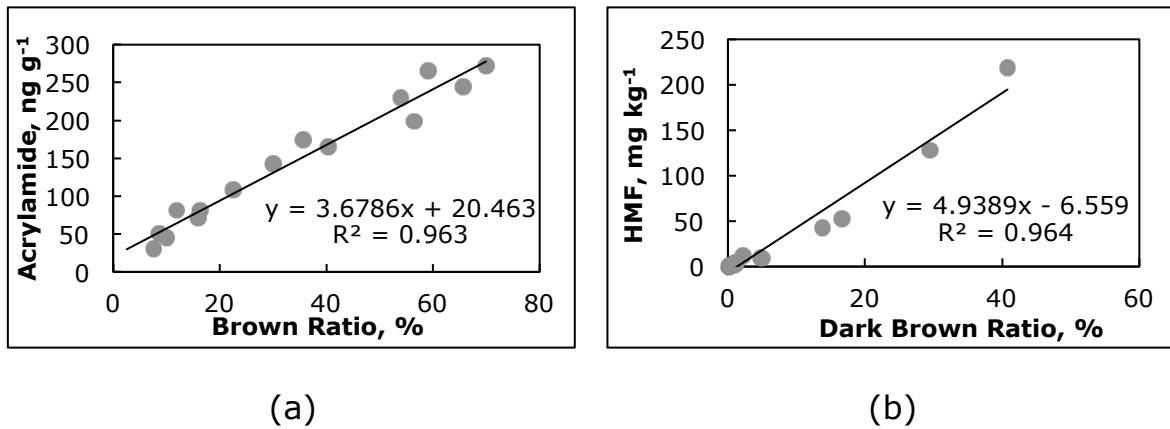 300
250
200
150
100
50
0
Acrylamide, ng g⁻¹
y = 3.6786x + 20.463
R² = 0.963
0 20 40 60 80
Brown Ratio, %
(a)
250
200
150
100
50
0
HMF, mg kg⁻¹
y = 4.9389x - 6.559
R² = 0.964
0 20 40 60
Dark Brown Ratio, %
(b)